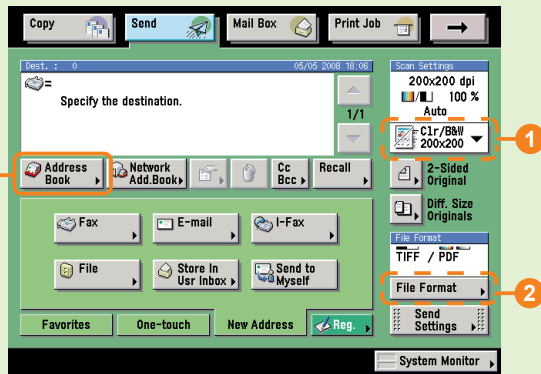 Copy
Send
Mail Box
Print Job
Dest. : 0
05/05 2008 18:06
=
Specify the destination.
1/1
Address
Book
Network
Add.Book
Cc
Bcc
Recall
Fax
E-mail
I-Fax
File
Store In
Usr Inbox
Send to
Myself
Favorites
One-touch
New Address
Reg.
Scan Settings
200x200 dpi
100 %
Auto
Clr/B&W
200x200
1
2-Sided
Original
Diff. Size
Originals
File Format
TIFF / PDF
File Format
2
Send
Settings
System Monitor